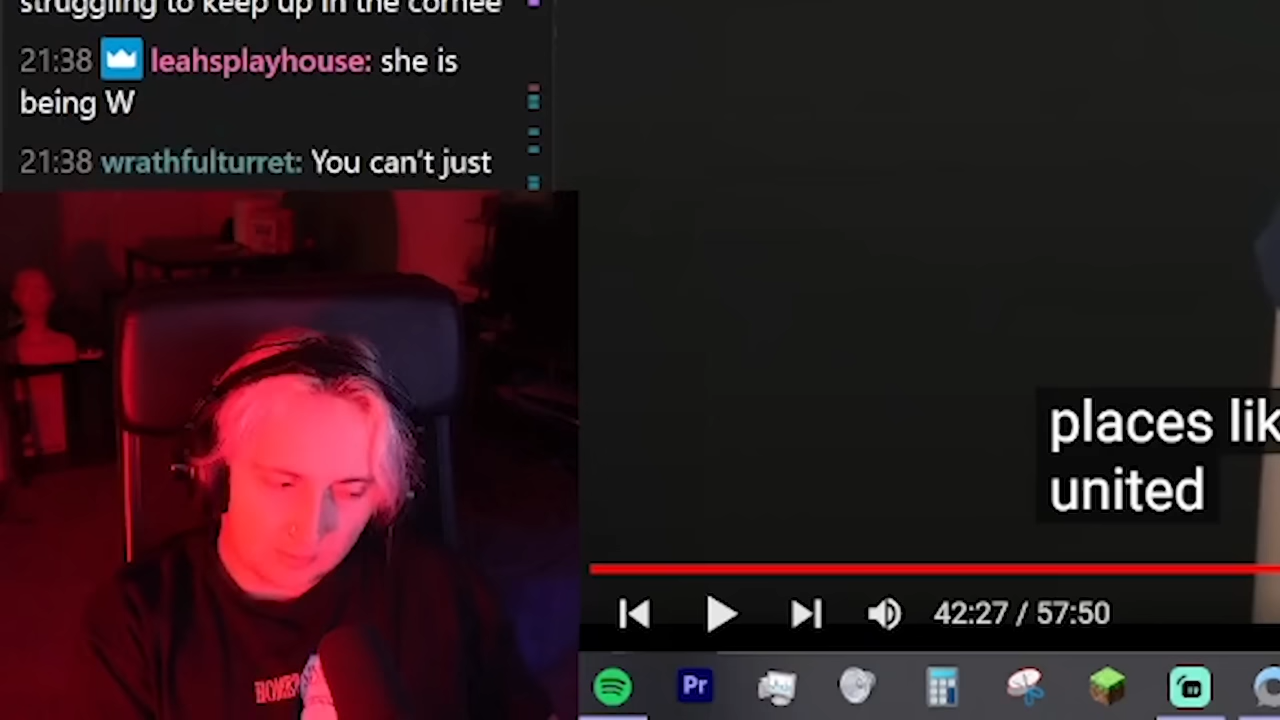 struggling to keep up in the comee
21:38 leahsplayhouse: she is
being W
21:38 wrathfulturret: You can't just
places lik
united
42:27 / 57:50
Pr